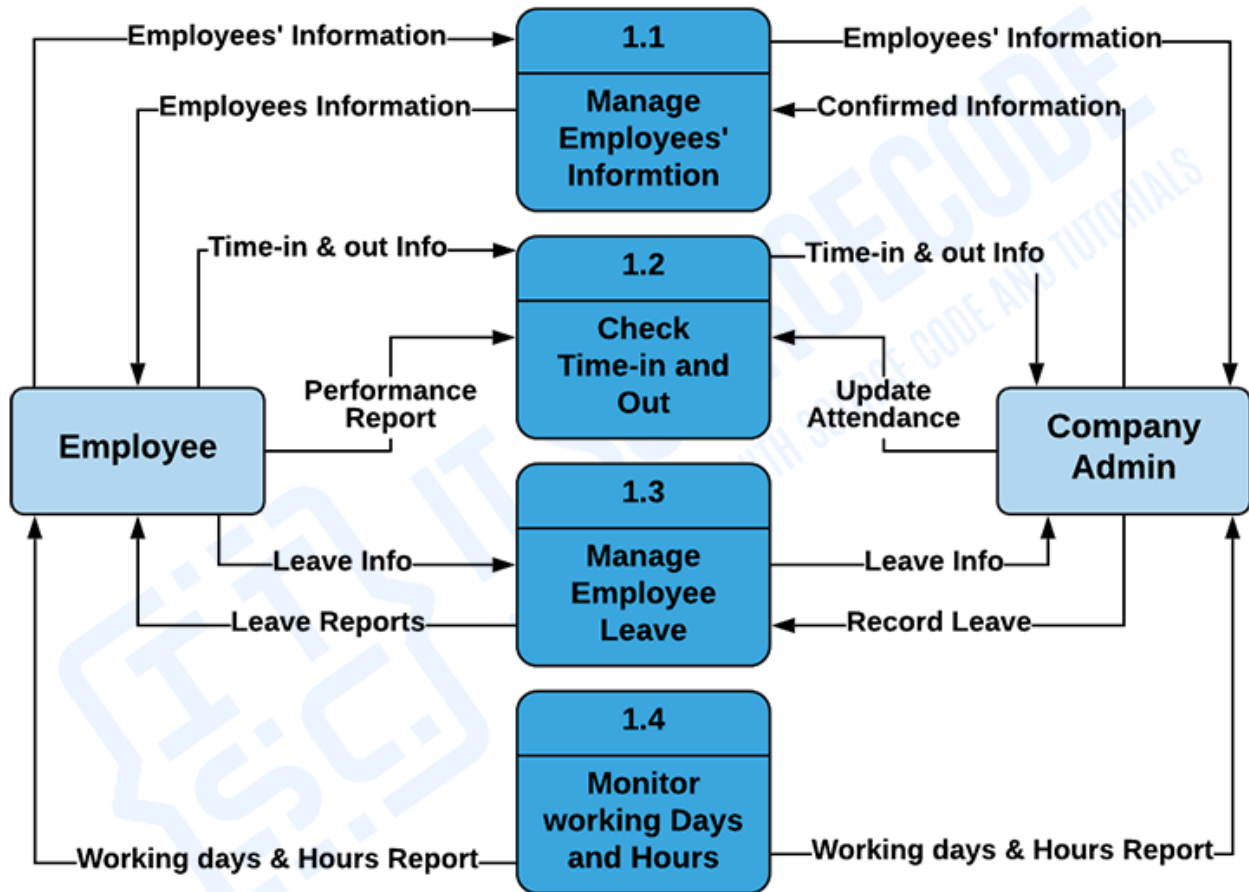 Employees' Information
1.1
Employees' Information
Employees Information
Manage
Employees'
Informtion
Confirmed Information
Time-in & out Info
1.2
Time-in & out Info
Check
Time-in and
Out
Performance
Report
Update
Attendance
Employee
Company
Admin
1.3
Leave Info
Manage
Employee
Leave
Leave Info
Leave Reports
Record Leave
1.4
Monitor
working Days
and Hours
Working days & Hours Report
Working days & Hours Report